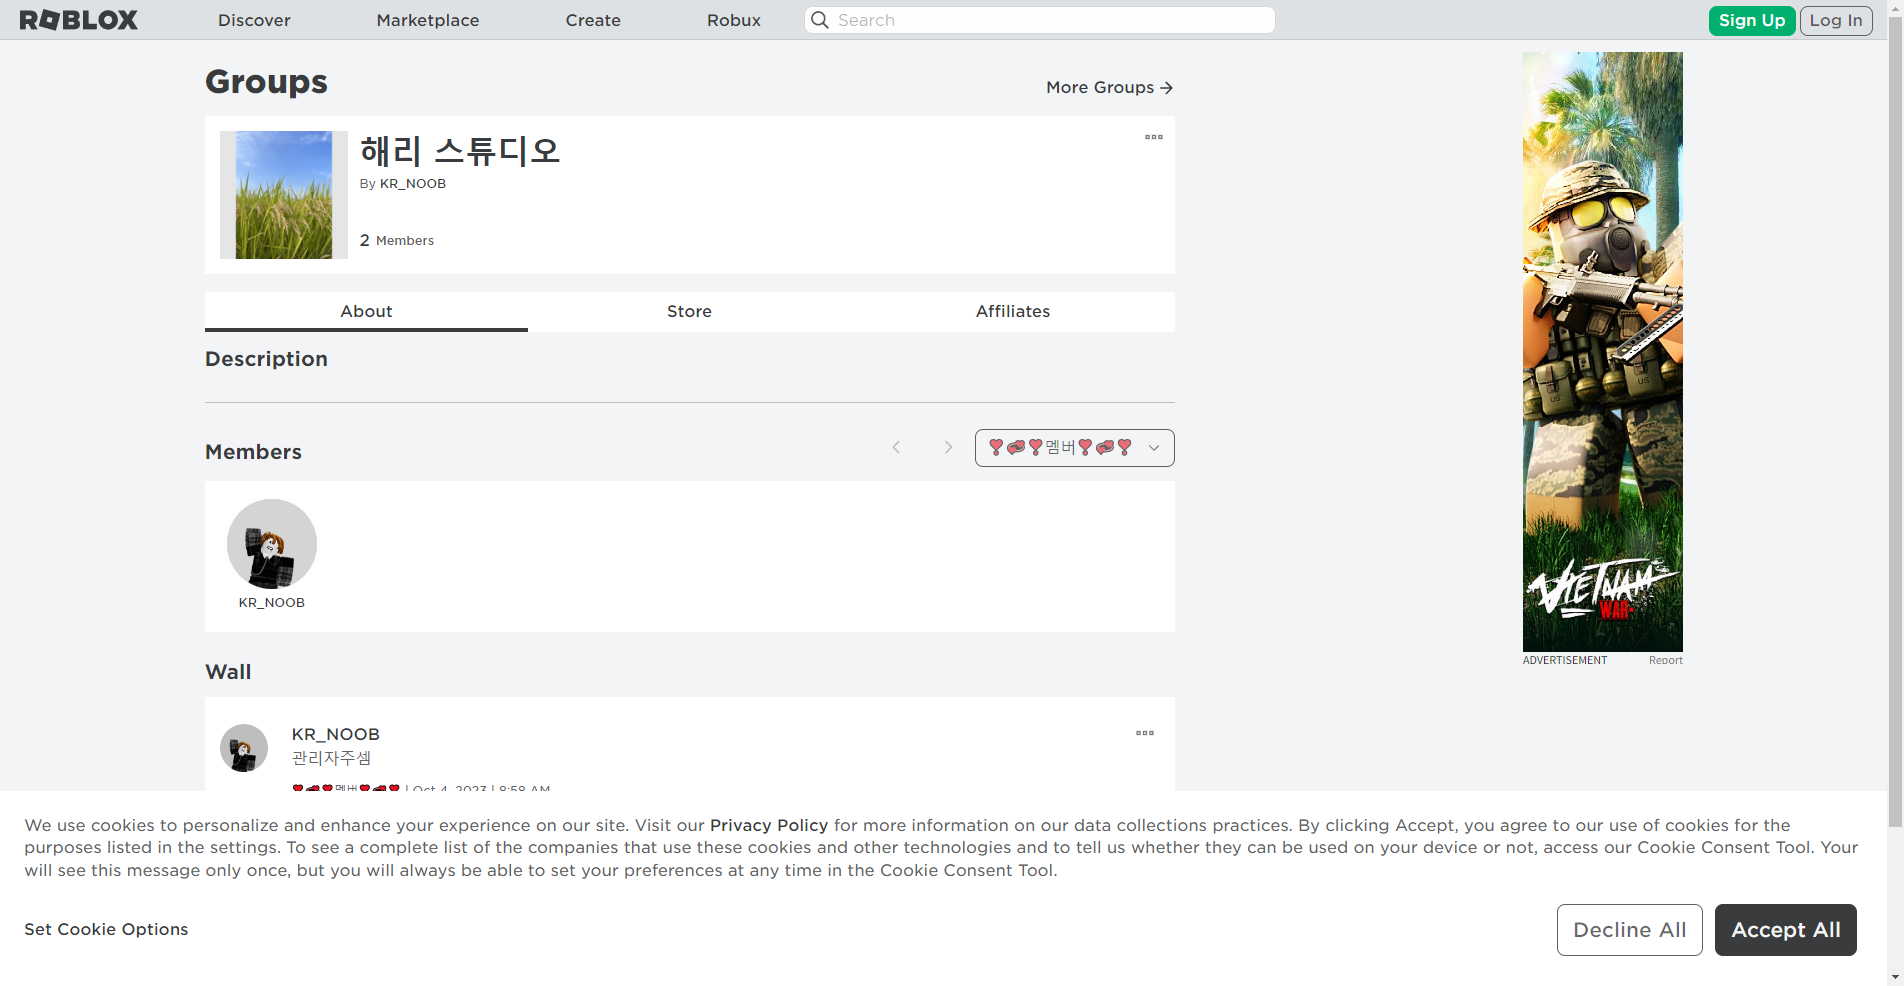 ROBLOX
Discover
Marketplace
Create
Robux
Search
Sign Up
Log In
Groups
More Groups →
해리 스튜디오
By KR_NOOB
2 Members
About
Store
Affiliates
Description
Members
❣💞❣멤버❣💞❣
KR_NOOB
Wall
KR_NOOB
관리자주셈
멤버 | Oct 4, 2023 | 8:58 AM
US
US
VIETNAM
WAR
ADVERTISEMENT
Report
We use cookies to personalize and enhance your experience on our site. Visit our Privacy Policy for more information on our data collections practices. By clicking Accept, you agree to our use of cookies for the
purposes listed in the settings. To see a complete list of the companies that use these cookies and other technologies and to tell us whether they can be used on your device or not, access our Cookie Consent Tool. Your
will see this message only once, but you will always be able to set your preferences at any time in the Cookie Consent Tool.
Set Cookie Options
Decline All
Accept All